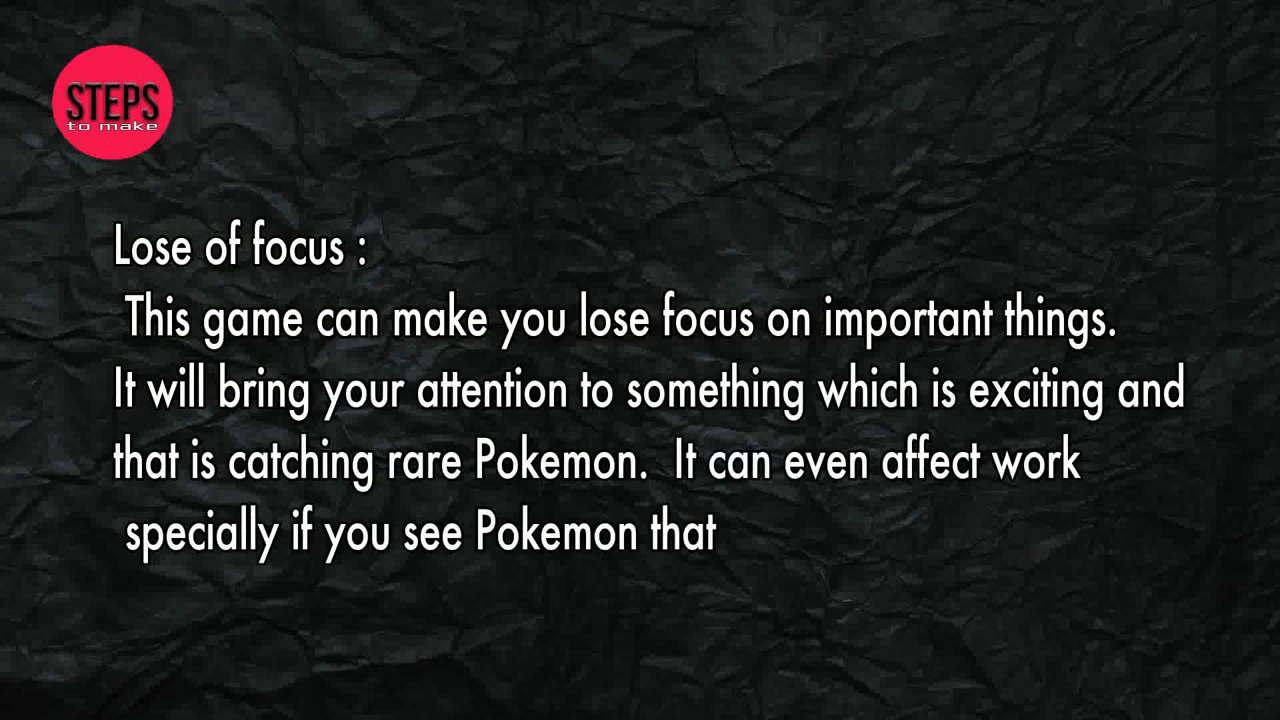 STEPS
to make
Lose of focus :
This game can make you lose focus on important things.
It will bring your attention to something which is exciting and
that is catching rare Pokemon. It can even affect work
specially if you see Pokemon that